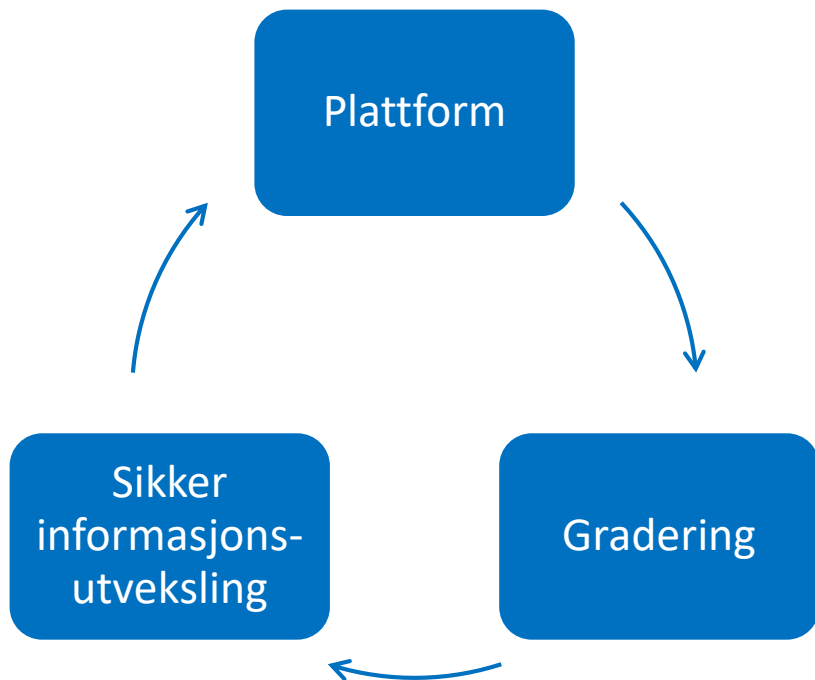 Plattform
Sikker
informasjons-
utveksling
Gradering